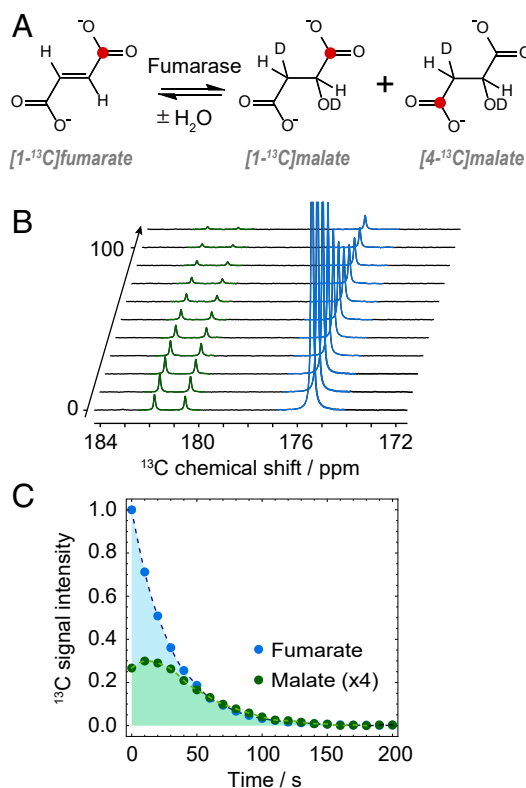 A
⁻O
O
H
H
O
O⁻
Fumarase
± H₂O
D
⁻O
O
H
H
OD
O
O⁻
+
D
⁻O
O
H
H
OD
O
O⁻
[1-¹³C]fumarate
[1-¹³C]malate
[4-¹³C]malate
B
100
0
184
180
176
172
¹³C chemical shift / ppm
C
¹³C signal intensity
1.0
0.8
0.6
0.4
0.2
0.0
Fumarate
Malate (x4)
0
50
100
150
200
Time / s